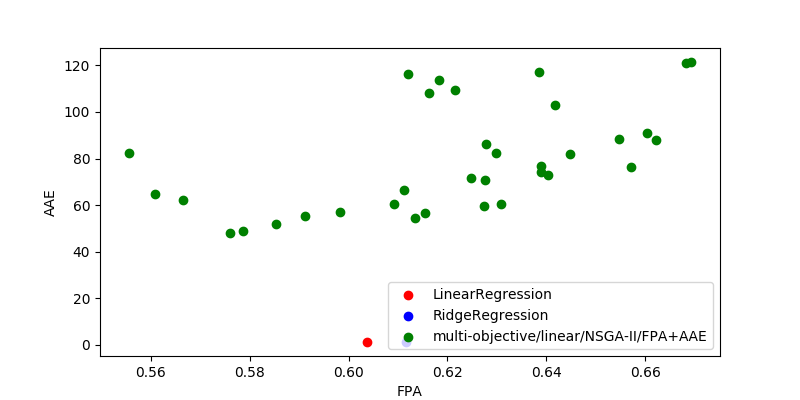 120
100
80
60
40
20
0
AAE
LinearRegression
RidgeRegression
multi-objective/linear/NSGA-II/FPA+AAE
0.56 0.58 0.60 0.62 0.64 0.66
FPA